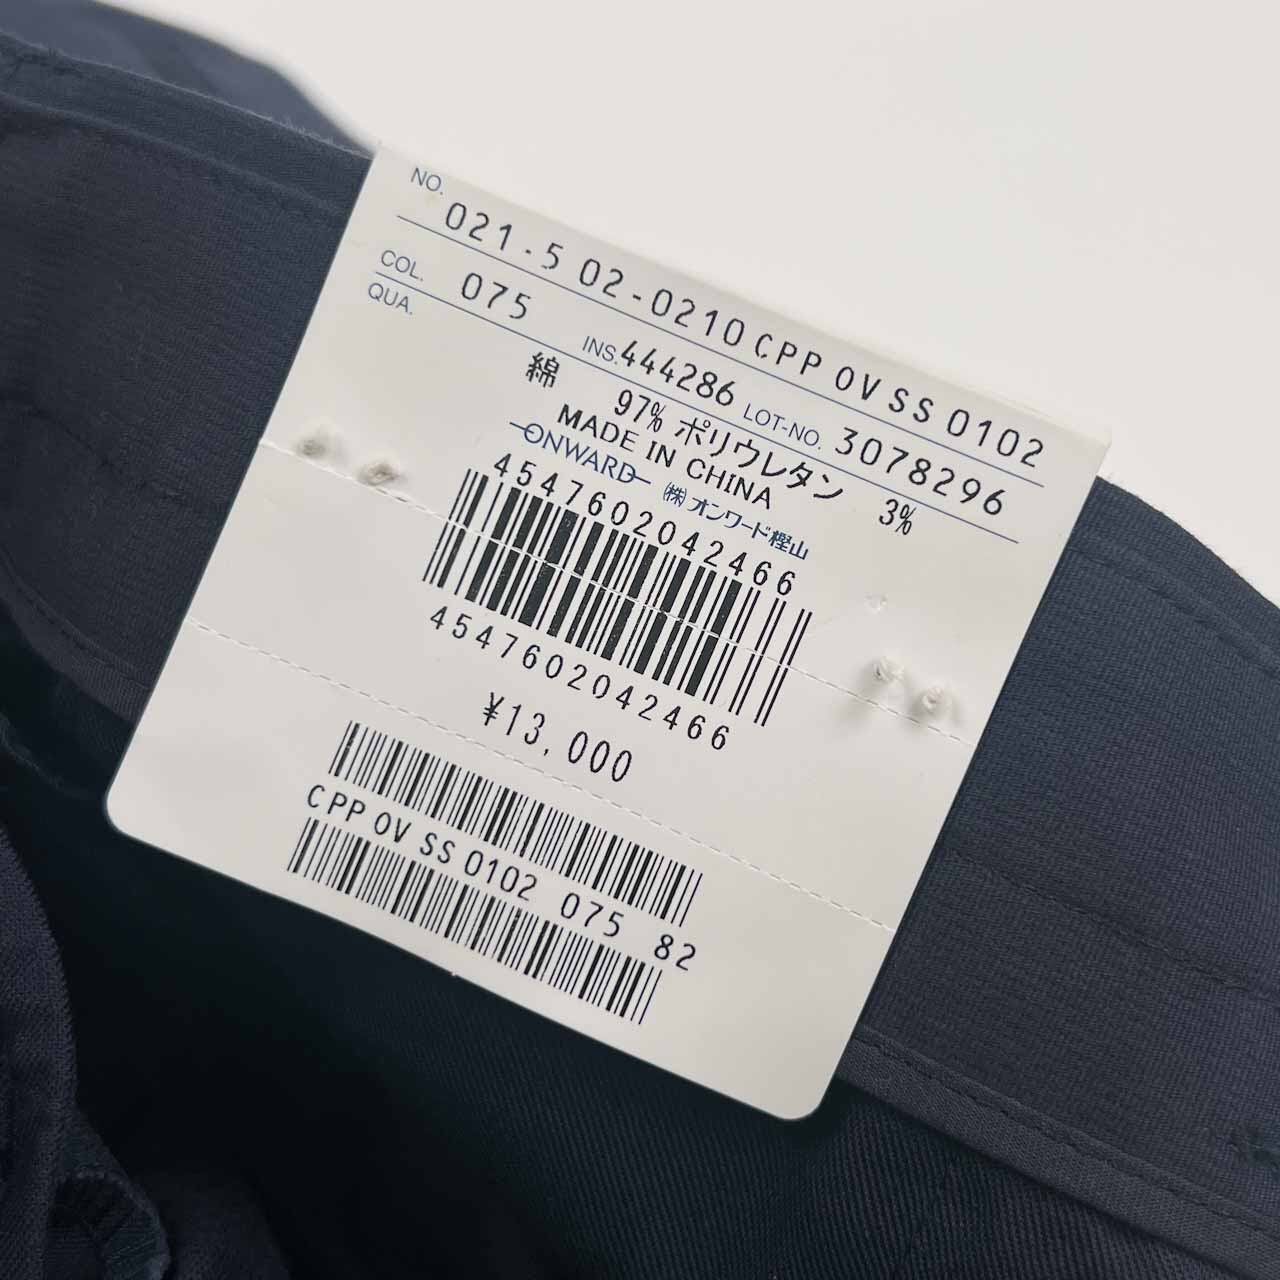 NO. 021.5 02-0210 CPP OV SS 0102
COL. 075 INS. 444286 LOT-NO. 3078296
QUA. 綿 97% ポリウレタン 3%
MADE IN CHINA
ONWARD (株)オンワード樫山
4547602042466
4547602042466
¥13,000
CPP OV SS 0102 075 82